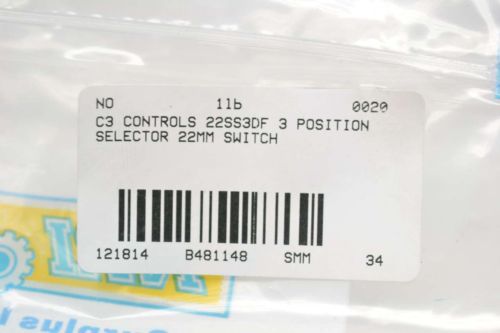 NO 11b 0020
C3 CONTROLS 22SS3DF 3 POSITION
SELECTOR 22MM SWITCH
121814 B481148 SMM 34